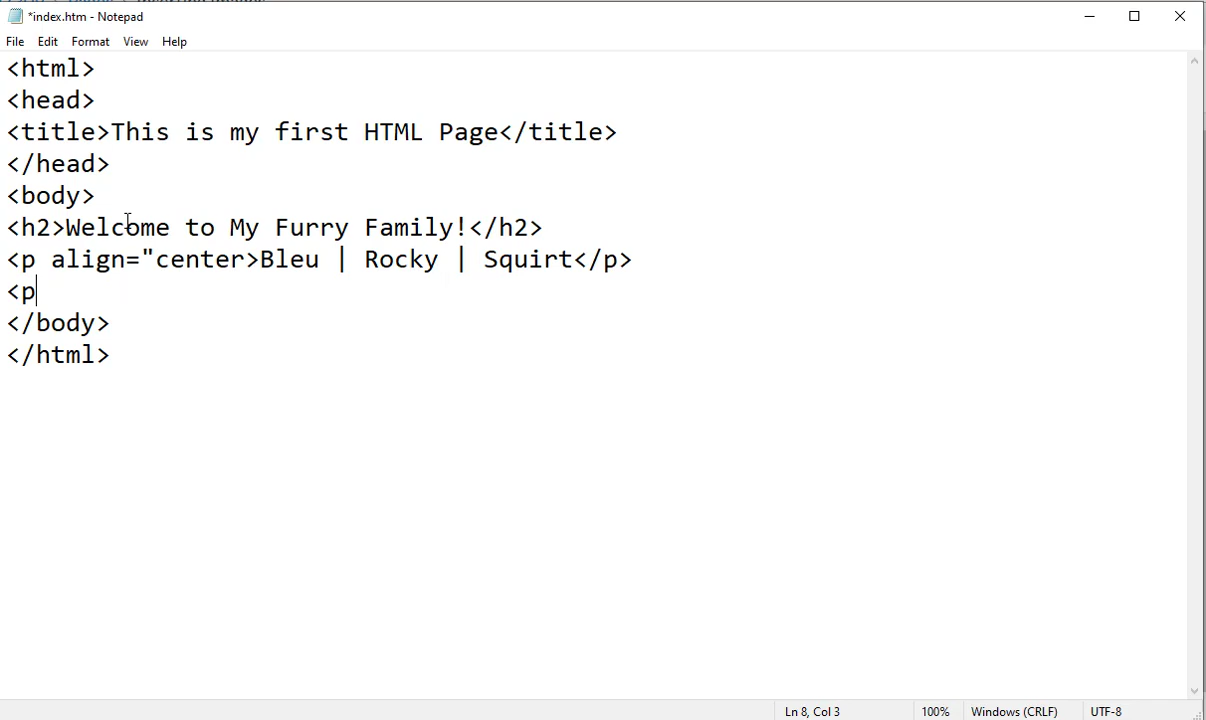 *index.htm - Notepad
File Edit Format View Help
<html>
<head>
<title>This is my first HTML Page</title>
</head>
<body>
<h2>Welcome to My Furry Family!</h2>
<p align="center>Bleu | Rocky | Squirt</p>
<p
</body>
</html>
Ln 8, Col 3 100% Windows (CRLF) UTF-8